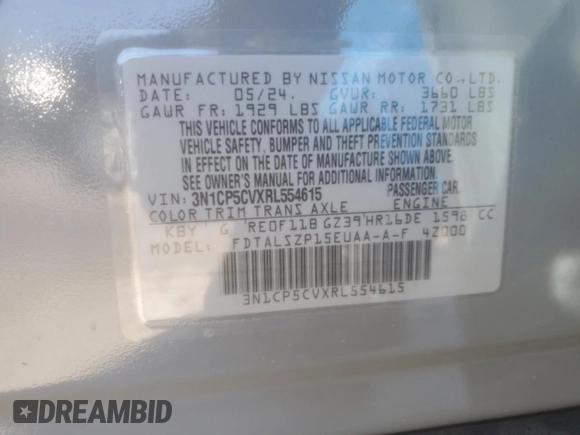 MANUFACTURED BY NISSAN MOTOR CO.,LTD.
DATE: 05/24. GVWR: 3660 LBS
GAWR FR: 1929 LBS GAWR RR: 1731 LBS
THIS VEHICLE CONFORMS TO ALL APPLICABLE FEDERAL MOTOR
VEHICLE SAFETY, BUMPER AND THEFT PREVENTION STANDARDS
IN EFFECT ON THE DATE OF MANUFACTURE SHOWN ABOVE.
SEE OWNER'S MANUAL FOR ADDITIONAL INFORMATION.
VIN: 3N1CP5CVXRL554615 PASSENGER CAR.
COLOR TRIM TRANS AXLE ENGINE
KBY G RE0F11B GZ39 HR16DE 1598 CC
MODEL: FDTALSZP15EUAA-A-F 4Z000
3N1CP5CVXRL554615
DREAMBID